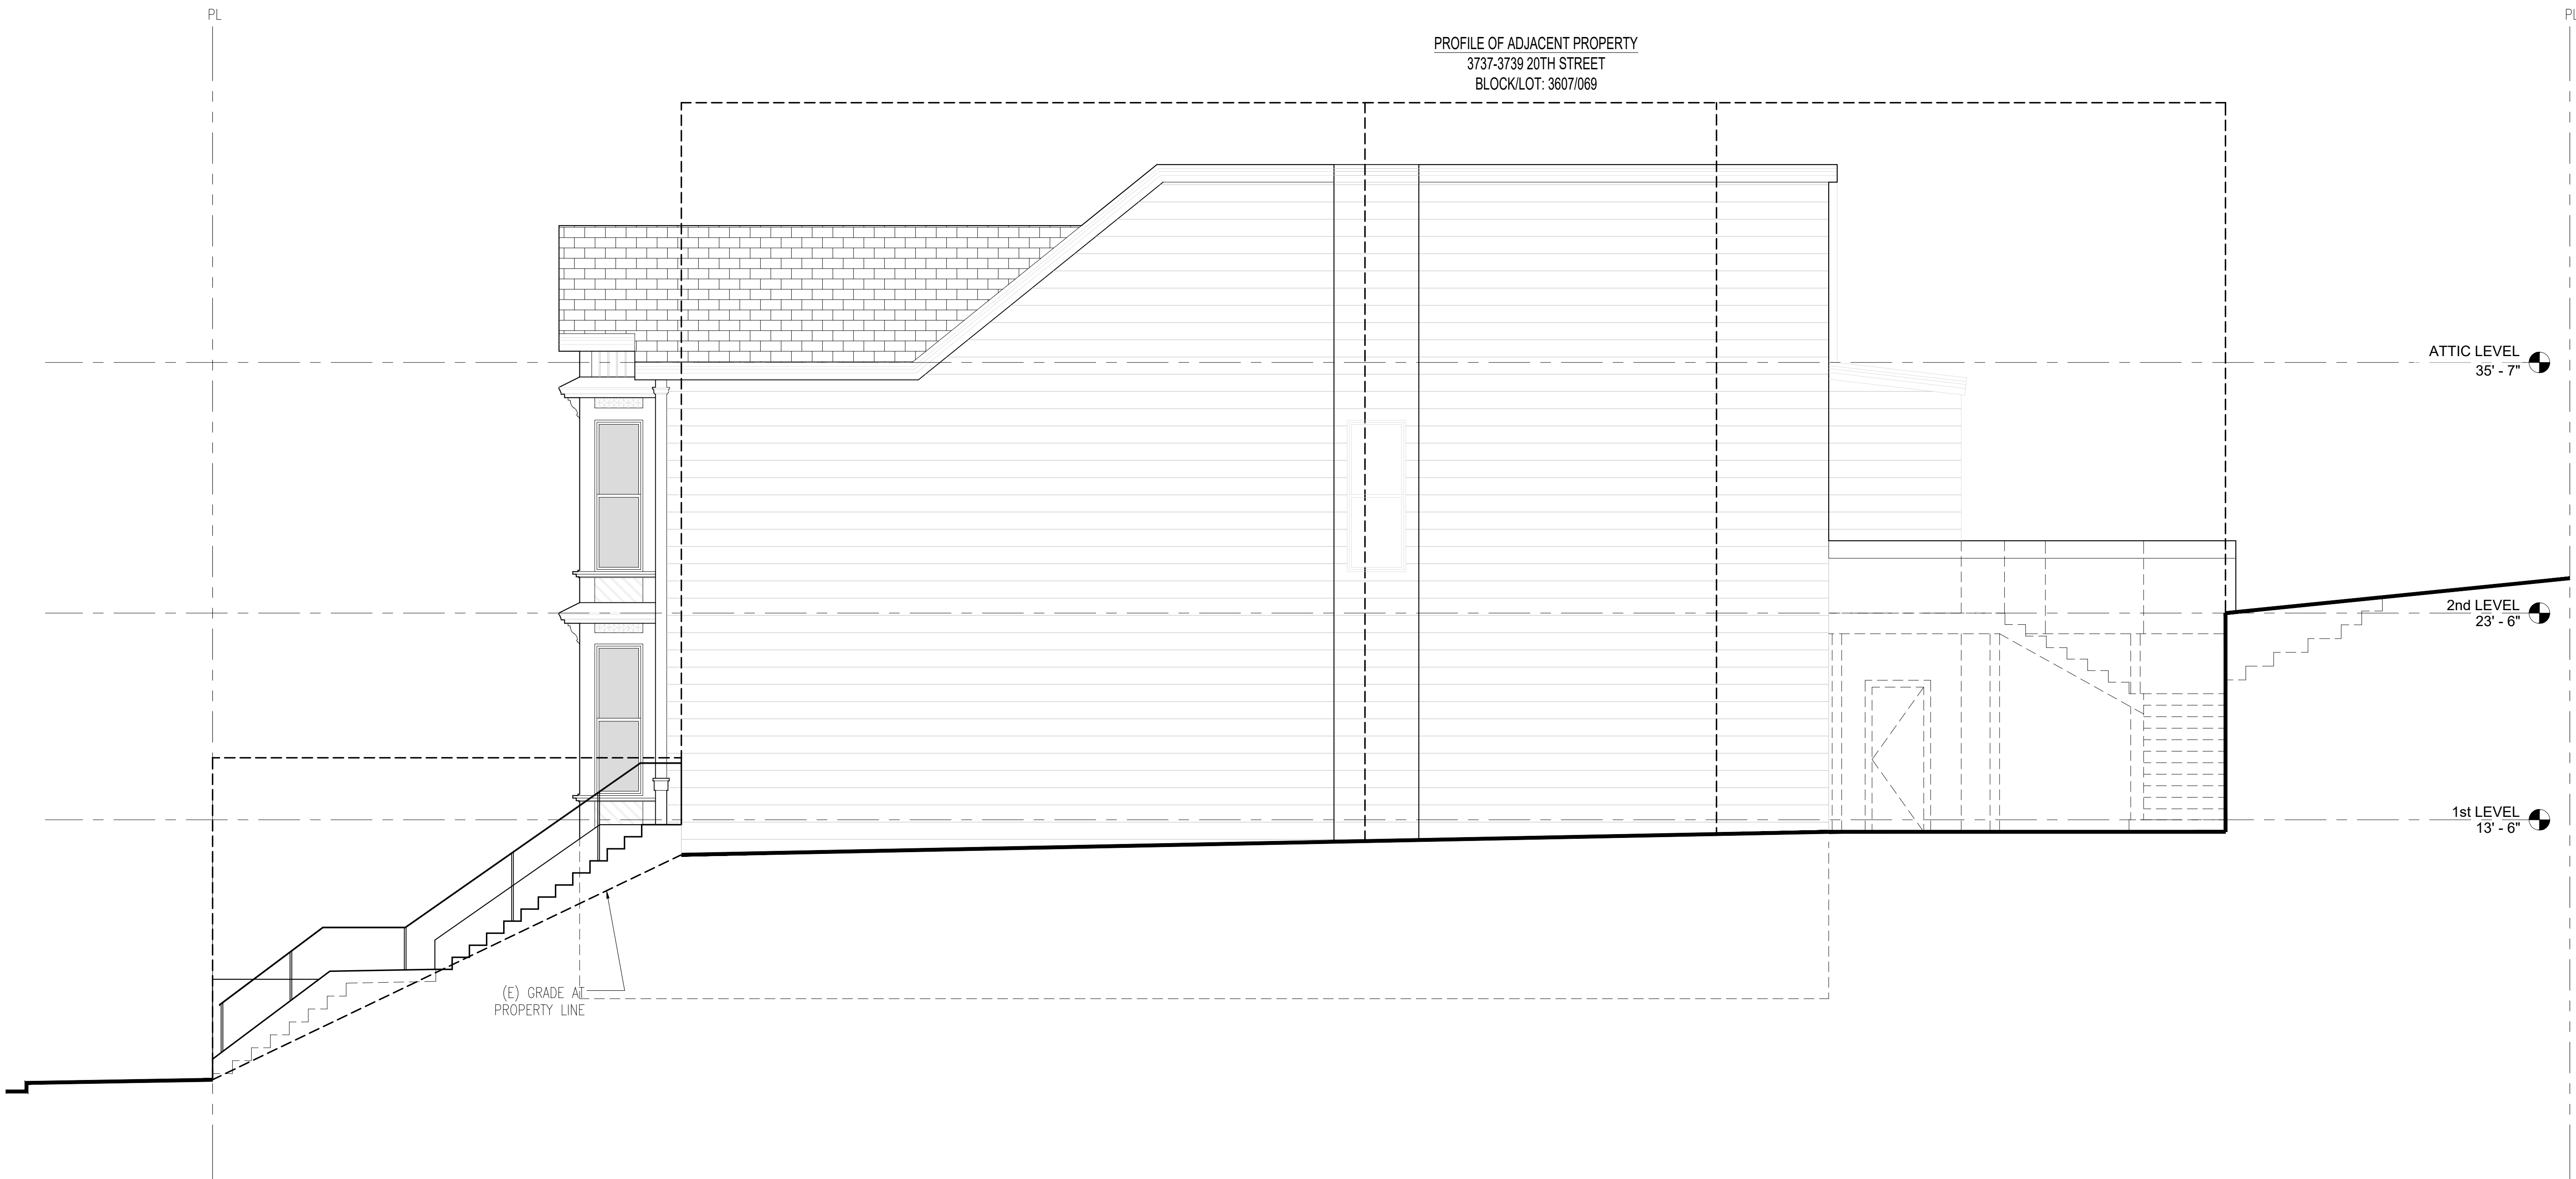 PL
PL
PROFILE OF ADJACENT PROPERTY
3737-3739 20TH STREET
BLOCK/LOT: 3607/069
ATTIC LEVEL
35' - 7"
2nd LEVEL
23' - 6"
1st LEVEL
13' - 6"
(E) GRADE AT
PROPERTY LINE